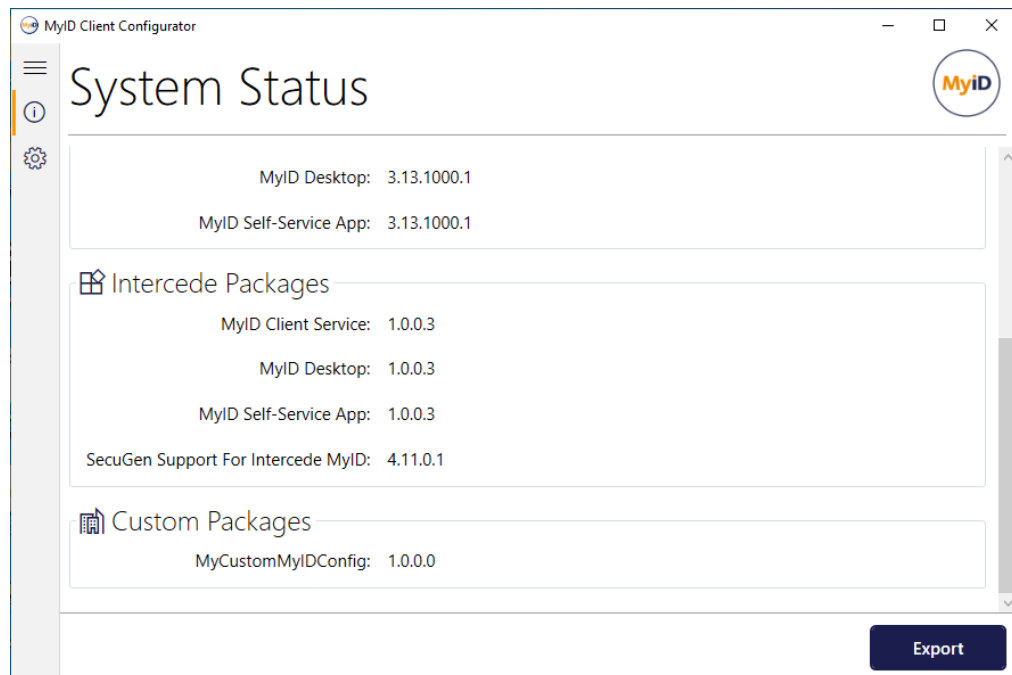 MyID Client Configurator
System Status
MyiD
MyID Desktop: 3.13.1000.1
MyID Self-Service App: 3.13.1000.1
Intercede Packages
MyID Client Service: 1.0.0.3
MyID Desktop: 1.0.0.3
MyID Self-Service App: 1.0.0.3
SecuGen Support For Intercede MyID: 4.11.0.1
Custom Packages
MyCustomMyIDConfig: 1.0.0.0
Export